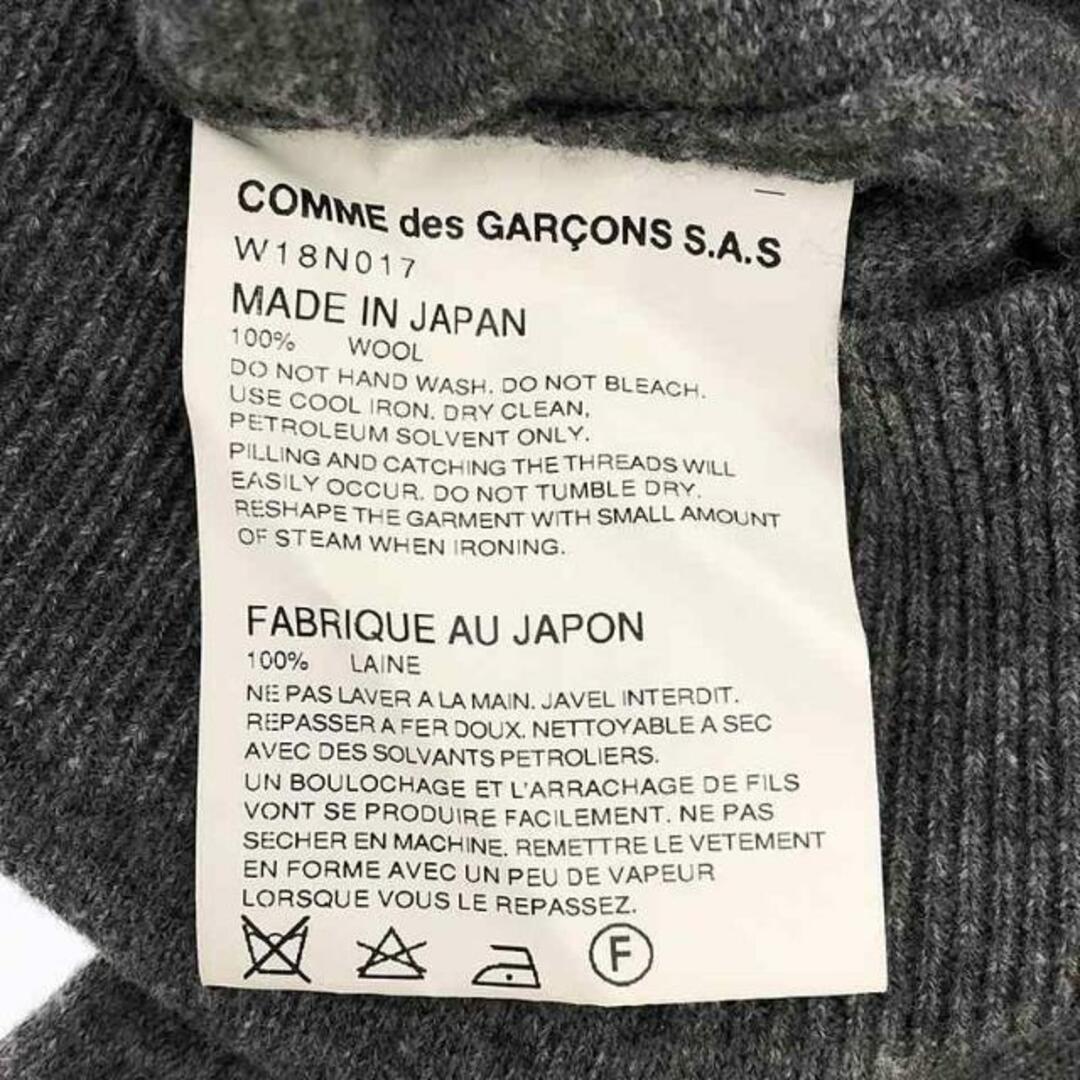 COMME des GARÇONS S.A.S
W18N017
MADE IN JAPAN
100% WOOL
DO NOT HAND WASH. DO NOT BLEACH.
USE COOL IRON. DRY CLEAN,
PETROLEUM SOLVENT ONLY.
PILLING AND CATCHING THE THREADS WILL
EASILY OCCUR. DO NOT TUMBLE DRY.
RESHAPE THE GARMENT WITH SMALL AMOUNT
OF STEAM WHEN IRONING.
FABRIQUE AU JAPON
100% LAINE
NE PAS LAVER A LA MAIN. JAVEL INTERDIT.
REPASSER A FER DOUX. NETTOYABLE A SEC
AVEC DES SOLVANTS PETROLIERS.
UN BOULOCHAGE ET L'ARRACHAGE DE FILS
VONT SE PRODUIRE FACILEMENT. NE PAS
SECHER EN MACHINE. REMETTRE LE VETEMENT
EN FORME AVEC UN PEU DE VAPEUR
LORSQUE VOUS LE REPASSEZ.
F